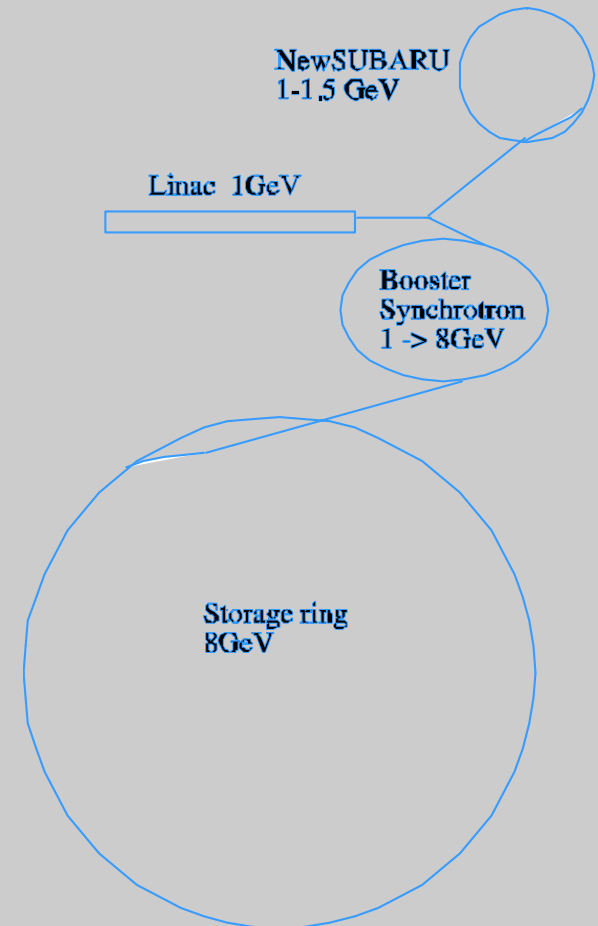 NewSUBARU
1-1.5 GeV
Linac 1GeV
Booster
Synchrotron
1 -> 8GeV
Storage ring
8GeV